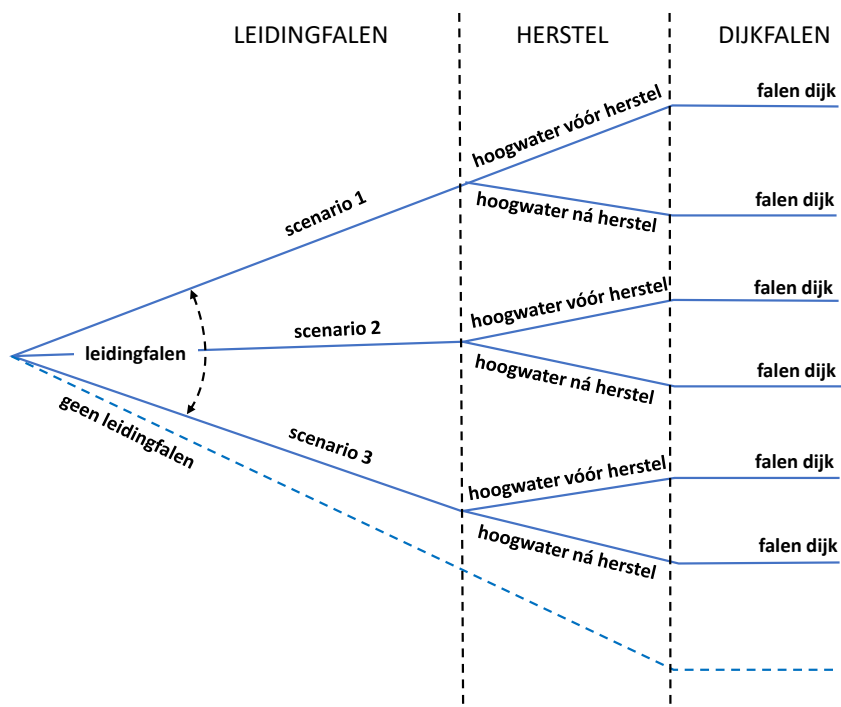 LEIDINGFALEN
HERSTEL
DIJKFALEN
hoogwater vóór herstel
falen dijk
scenario 1
hoogwater ná herstel
falen dijk
hoogwater vóór herstel
falen dijk
scenario 2
leidingfalen
hoogwater ná herstel
falen dijk
geen leidingfalen
scenario 3
hoogwater vóór herstel
falen dijk
hoogwater ná herstel
falen dijk